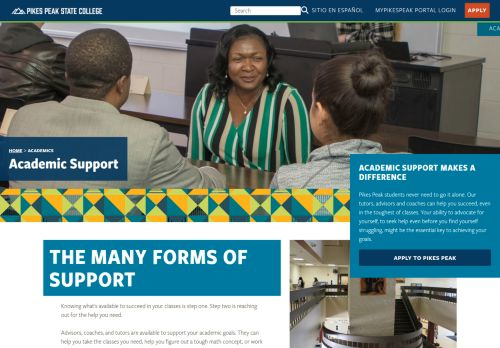 PIKES PEAK STATE COLLEGE
Search
SITIO EN ESPAÑOL
MYPIKESPEAK PORTAL LOGIN
APPLY
ACA
HOME > ACADEMICS
Academic Support
ACADEMIC SUPPORT MAKES A
DIFFERENCE
Pikes Peak students never need to go it alone. Our
tutors, advisors and coaches can help you succeed, even
in the toughest of classes. Your ability to advocate for
yourself, to seek help even before you find yourself
struggling, might be the essential key to achieving your
goals.
APPLY TO PIKES PEAK
THE MANY FORMS OF
SUPPORT
Knowing what's available to succeed in your classes is step one. Step two is reaching
out for the help you need.
Advisors, coaches, and tutors are available to support your academic goals. They can
help you take the classes you need, help you figure out a tough math concept, or work